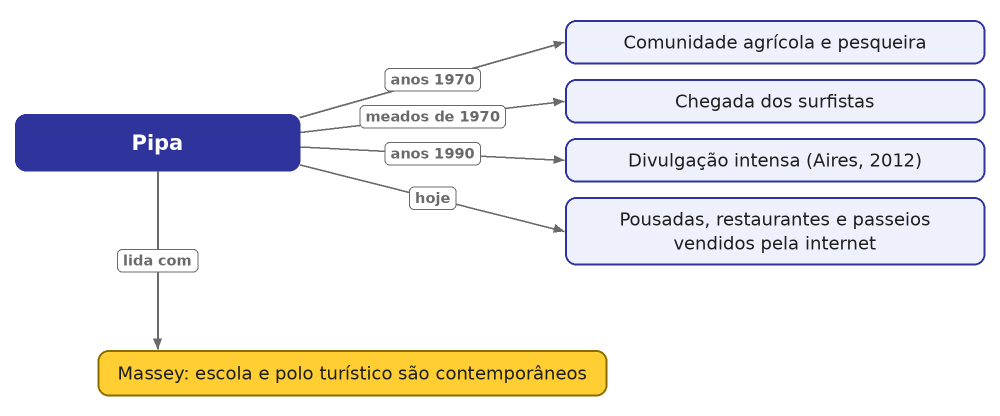 Pipa
anos 1970
Comunidade agrícola e pesqueira
meados de 1970
Chegada dos surfistas
anos 1990
Divulgação intensa (Aires, 2012)
hoje
Pousadas, restaurantes e passeios
vendidos pela internet
lida com
Massey: escola e polo turístico são contemporâneos